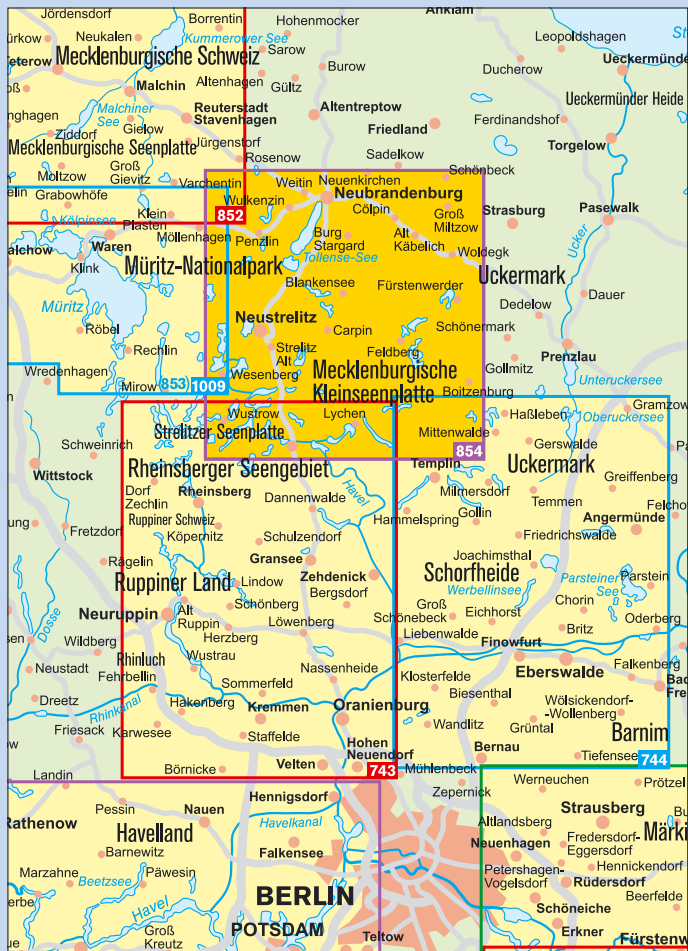 Jördensdorf
Borrentin
Hohenmocker
Anklam
Leopoldshagen
ürkow
Neukalen
Kummerower See
Sarow
Mecklenburgische Schweiz
eterow
Burow
Ducherow
Ueckermünde
Altenhagen
Gültz
Malchin
Malchiner
See
Reuterstadt
Stavenhagen
Altentreptow
Ueckermünder Heide
nghagen
Gielow
Friedland
Ferdinandshof
Ziddorf
Jürgenstorf
Torgelow
Mecklenburgische Seenplatte
Rosenow
Sadelkow
Moltzow
Groß
Gievitz
Varchentin
Weitin
Neuenkirchen
Schönbeck
elin
Grabowhöfe
Wulkenzin
Neubrandenburg
Kölpinsee
Klein
Plasten
852
Cölpin
Groß
Miltzow
Strasburg
Pasewalk
Möllenhagen
Penzlin
Burg
Stargard
Alt
Käbelich
Waren
alchow
Woldegk
Ucker
Klink
Müritz-Nationalpark
Tollense-See
Uckermark
Blankensee
Fürstenwerder
Dauer
Müritz
Dedelow
Neustrelitz
Carpin
Schönermark
Röbel
Rechlin
Strelitz
Alt
Feldberg
Prenzlau
Wredenhagen
Wesenberg
Mecklenburgische
Kleinseenplatte
Gollmitz
Unteruckersee
Mirow
853)
1009
Boitzenburg
Wustrow
Lychen
Haßleben
Oberuckersee
Gramzow
Strelitzer Seenplatte
Mittenwalde
Gerswalde
Schweinrich
854
Wittstock
Rheinsberger Seengebiet
Templin
Uckermark
Dorf
Zechlin
Rheinsberg
Havel
Milmersdorf
Greiffenberg
Dannenwalde
Temmen
Felchow
Ruppiner Schweiz
Hammelspring
Gollin
Angermünde
ung
Fretzdorf
Köpernitz
Schulzendorf
Friedrichswalde
Rägelin
Gransee
Joachimsthal
Zehdenick
Schorfheide
Parsteiner
See
Parstein
Ruppiner Land
Lindow
Bergsdorf
Werbellinsee
Chorin
Neuruppin
Alt
Ruppin
Schönberg
Groß
Schönebeck
Eichhorst
Oderberg
Dosse
Löwenberg
Britz
sen
Wildberg
Herzberg
Liebenwalde
Finowfurt
Neustadt
Rhinluch
Wustrau
Nassenheide
Eberswalde
Falkenberg
Fehrbellin
Klosterfelde
Bad
Fre
Dreetz
Rhinkanal
Sommerfeld
Biesenthal
Hakenberg
Kremmen
Oranienburg
Wölsickendorf-
-Wollenberg
Friesack
Karwesee
Wandlitz
Grüntal
Barnim
Staffelde
Hohen
Neuendorf
Bernau
Tiefensee
Landin
Börnicke
Velten
743
Mühlenbeck
744
Zepernick
Werneuchen
Prötzel
Pessin
Nauen
Hennigsdorf
Rathenow
Havelland
Havelkanal
Altlandsberg
Strausberg
Barnewitz
Falkensee
Neuenhagen
Fredersdorf-
Eggersdorf
Märki
Marzahne
Päwesin
Petershagen-
Vogelsdorf
Hennickendorf
Beetzsee
Rüdersdorf
BERLIN
Havel
Schöneiche
Beerfelde
Groß
Kreutz
POTSDAM
Teltow
Erkner
Fürstenw